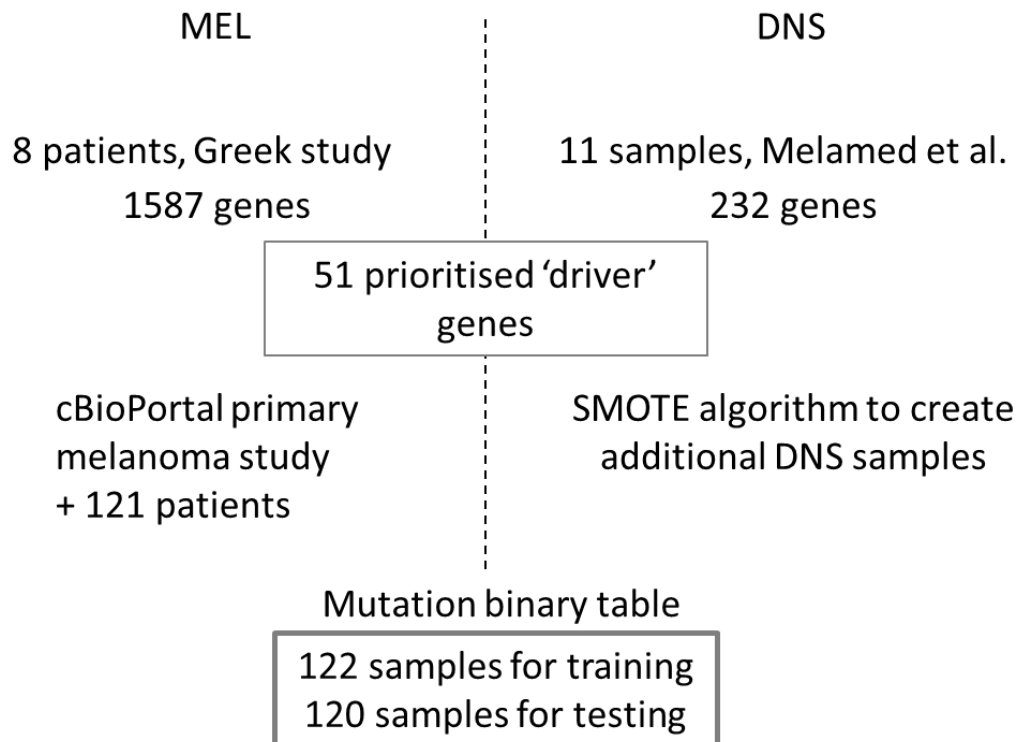 MEL
DNS
8 patients, Greek study
1587 genes
11 samples, Melamed et al.
232 genes
51 prioritised ‘driver’
genes
cBioPortal primary
melanoma study
+ 121 patients
SMOTE algorithm to create
additional DNS samples
Mutation binary table
122 samples for training
120 samples for testing